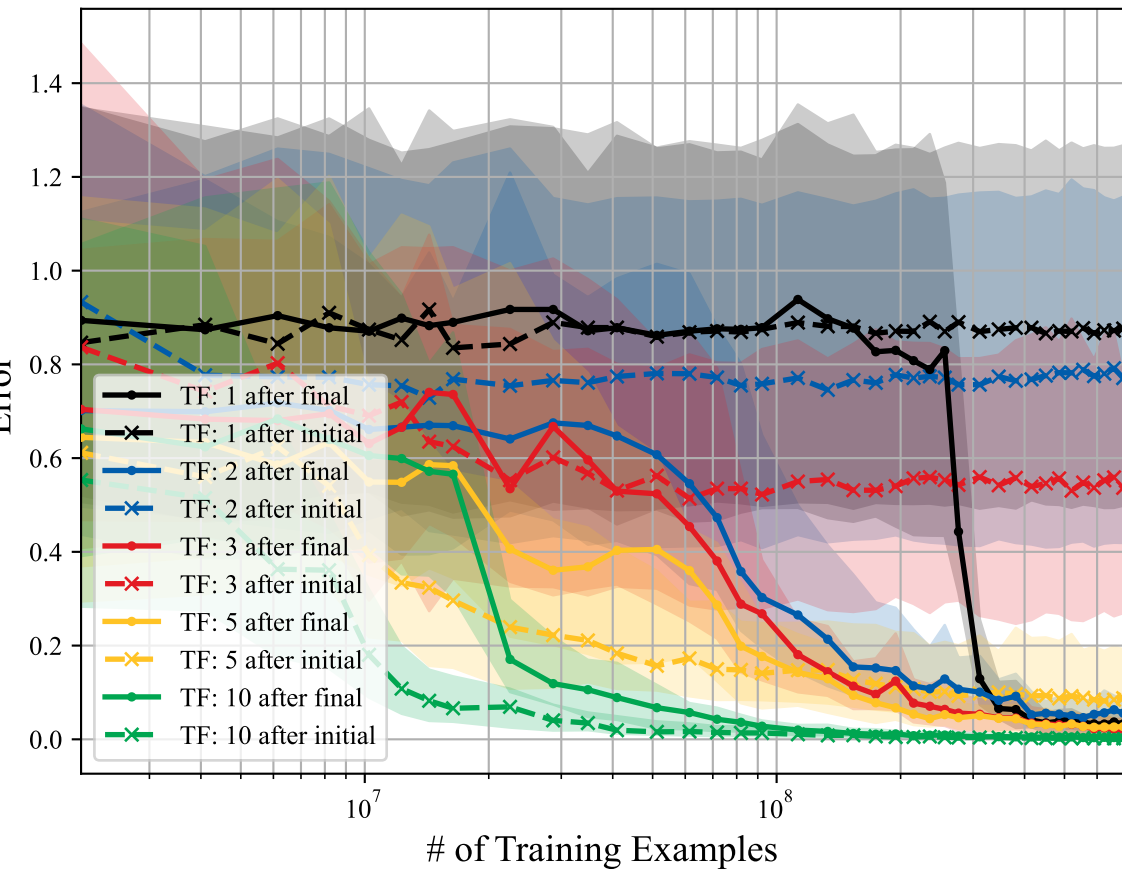 1.4
1.2
1.0
0.8
0.6
0.4
0.2
0.0
TF: 1 after final
TF: 1 after initial
TF: 2 after final
TF: 2 after initial
TF: 3 after final
TF: 3 after initial
TF: 5 after final
TF: 5 after initial
TF: 10 after final
TF: 10 after initial
10⁷ 10⁸
# of Training Examples